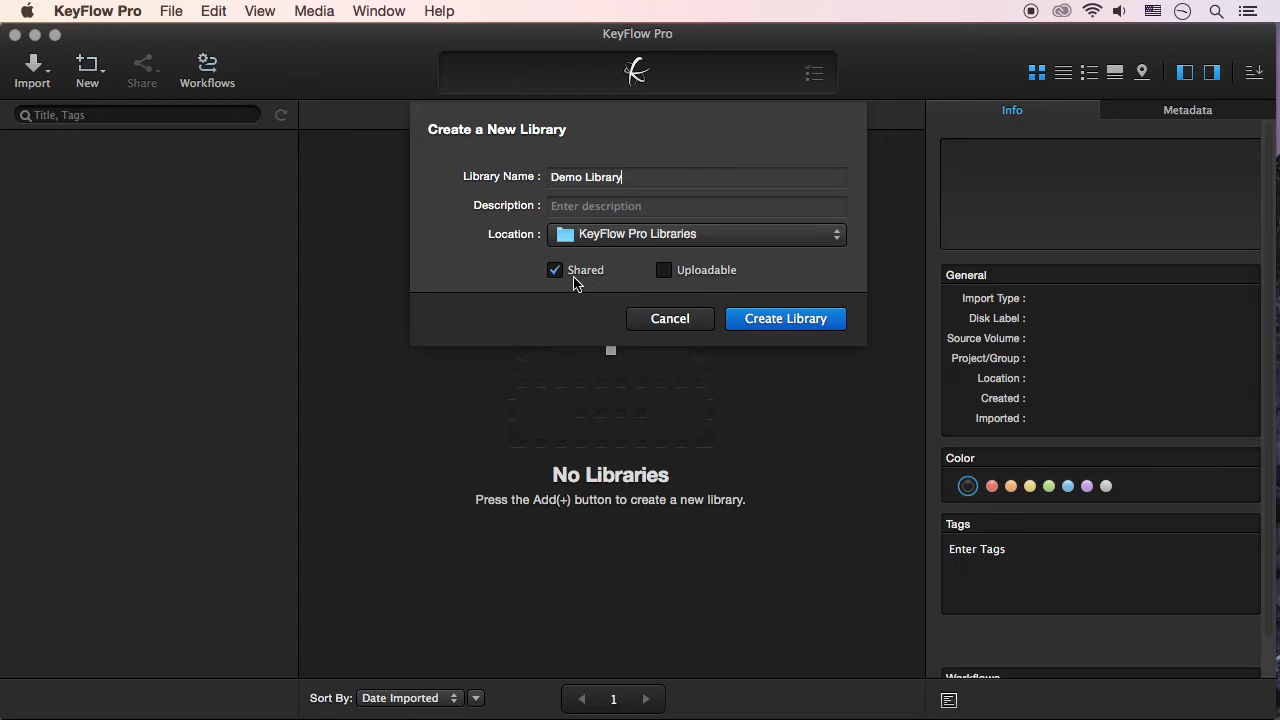 KeyFlow Pro File Edit View Media Window Help
KeyFlow Pro
Import New Share Workflows
Title, Tags
Info Metadata
Create a New Library
Library Name : Demo Library
Description : Enter description
Location : KeyFlow Pro Libraries
Shared Uploadable
Cancel Create Library
No Libraries
Press the Add(+) button to create a new library.
General
Import Type :
Disk Label :
Source Volume :
Project/Group :
Location :
Created :
Imported :
Color
Tags
Enter Tags
Workflows
Sort By: Date Imported 1